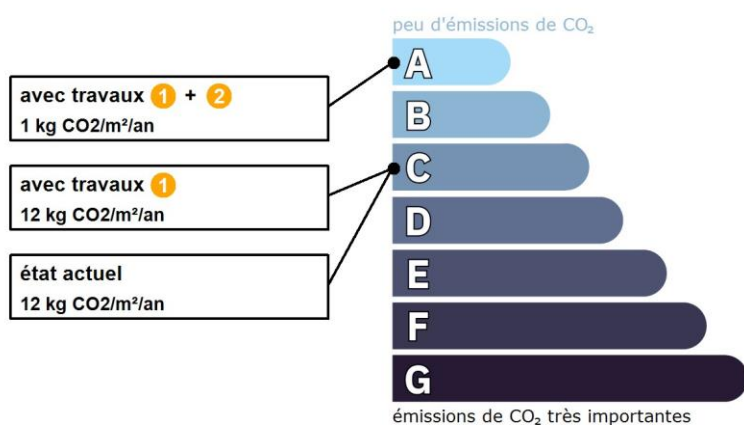 peu d'émissions de CO₂
A
avec travaux 1 + 2
1 kg CO2/m²/an
B
avec travaux 1
12 kg CO2/m²/an
C
D
état actuel
12 kg CO2/m²/an
E
F
G
émissions de CO₂ très importantes